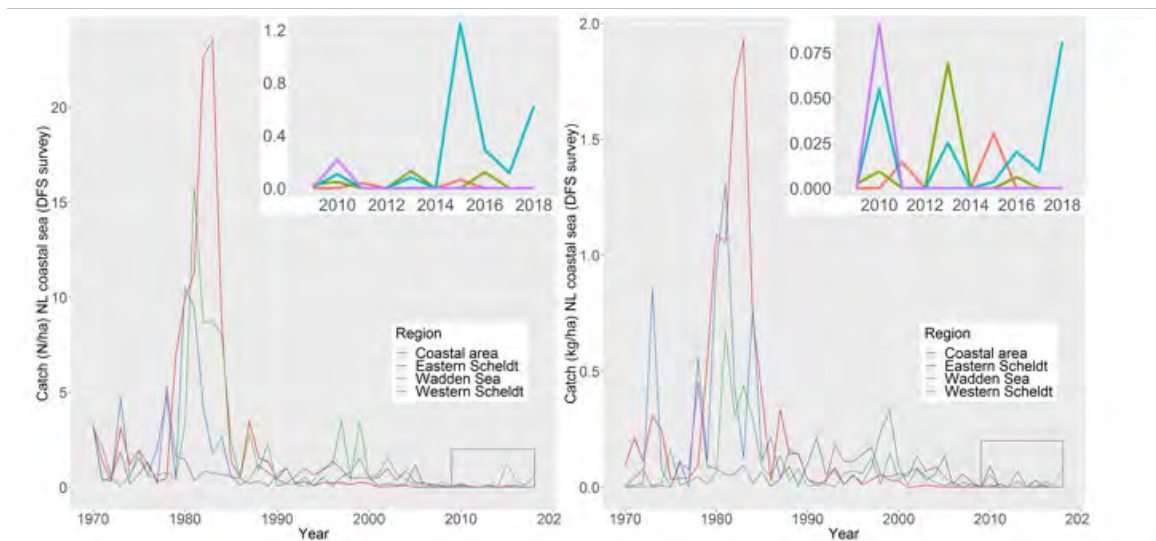 Catch (N/ha) NL coastal sea (DFS survey)
20
15
10
5
0
1970
1980
1990
2000
2010
202
Year
1.2
0.8
0.4
0.0
2010
2012
2014
2016
2018
Region
Coastal area
Eastern Scheldt
Wadden Sea
Western Scheldt
Catch (kg/ha) NL coastal sea (DFS survey)
2.0
1.5
1.0
0.5
0.0
1970
1980
1990
2000
2010
202
Year
0.075
0.050
0.025
0.000
2010
2012
2014
2016
2018
Region
Coastal area
Eastern Scheldt
Wadden Sea
Western Scheldt